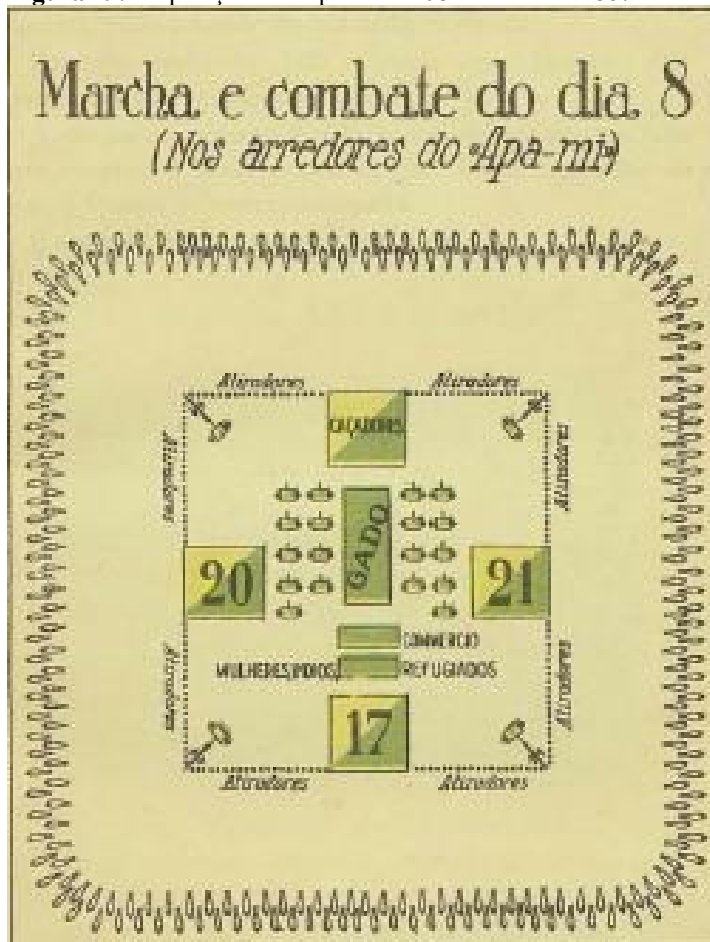 Marcha e combate do dia 8
(Nos arredores do "Apa-mi")
Atiradores
Atiradores
CAÇADORES
Atiradores
Atiradores
GADO
20
21
COMMERCIO
MULHERES, INDIOS,
REFUGIADOS
Atiradores
Atiradores
17
Atiradores
Atiradores